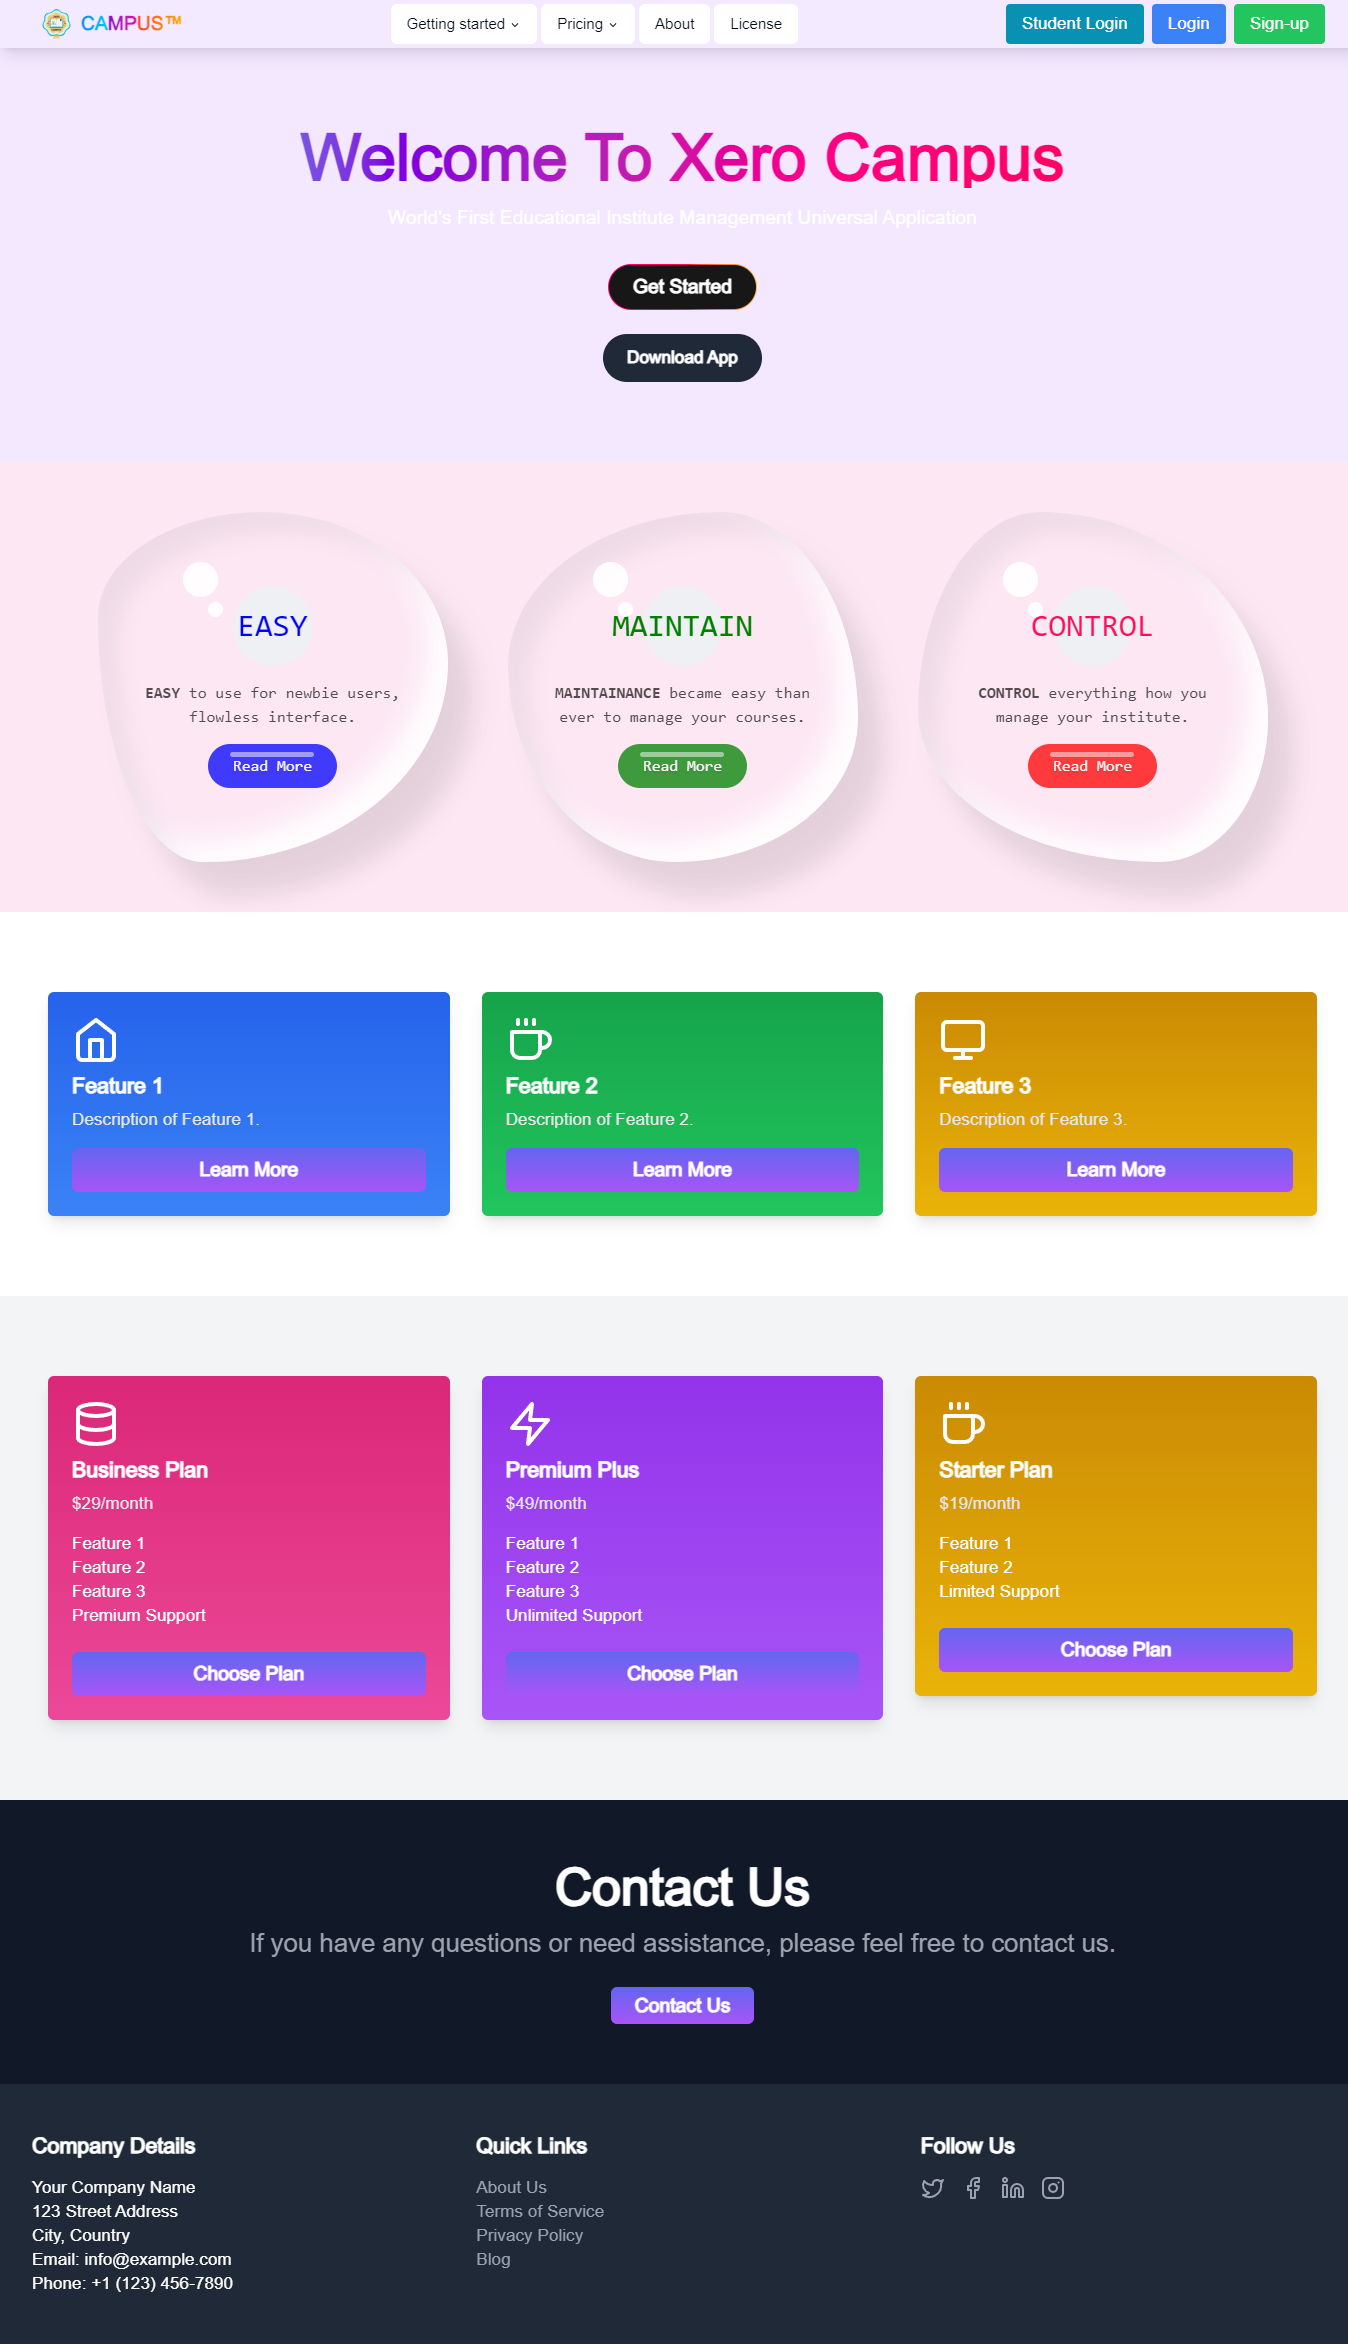 CAMPUS™
Getting started
Pricing
About
License
Student Login
Login
Sign-up
Welcome To Xero Campus
World's First Educational Institute Management Universal Application
Get Started
Download App
EASY
EASY to use for newbie users,
flowless interface.
Read More
MAINTAIN
MAINTAINANCE became easy than
ever to manage your courses.
Read More
CONTROL
CONTROL everything how you
manage your institute.
Read More
Feature 1
Description of Feature 1.
Learn More
Feature 2
Description of Feature 2.
Learn More
Feature 3
Description of Feature 3.
Learn More
Business Plan
$29/month
Feature 1
Feature 2
Feature 3
Premium Support
Choose Plan
Premium Plus
$49/month
Feature 1
Feature 2
Feature 3
Unlimited Support
Choose Plan
Starter Plan
$19/month
Feature 1
Feature 2
Limited Support
Choose Plan
Contact Us
If you have any questions or need assistance, please feel free to contact us.
Contact Us
Company Details
Your Company Name
123 Street Address
City, Country
Email: info@example.com
Phone: +1 (123) 456-7890
Quick Links
About Us
Terms of Service
Privacy Policy
Blog
Follow Us